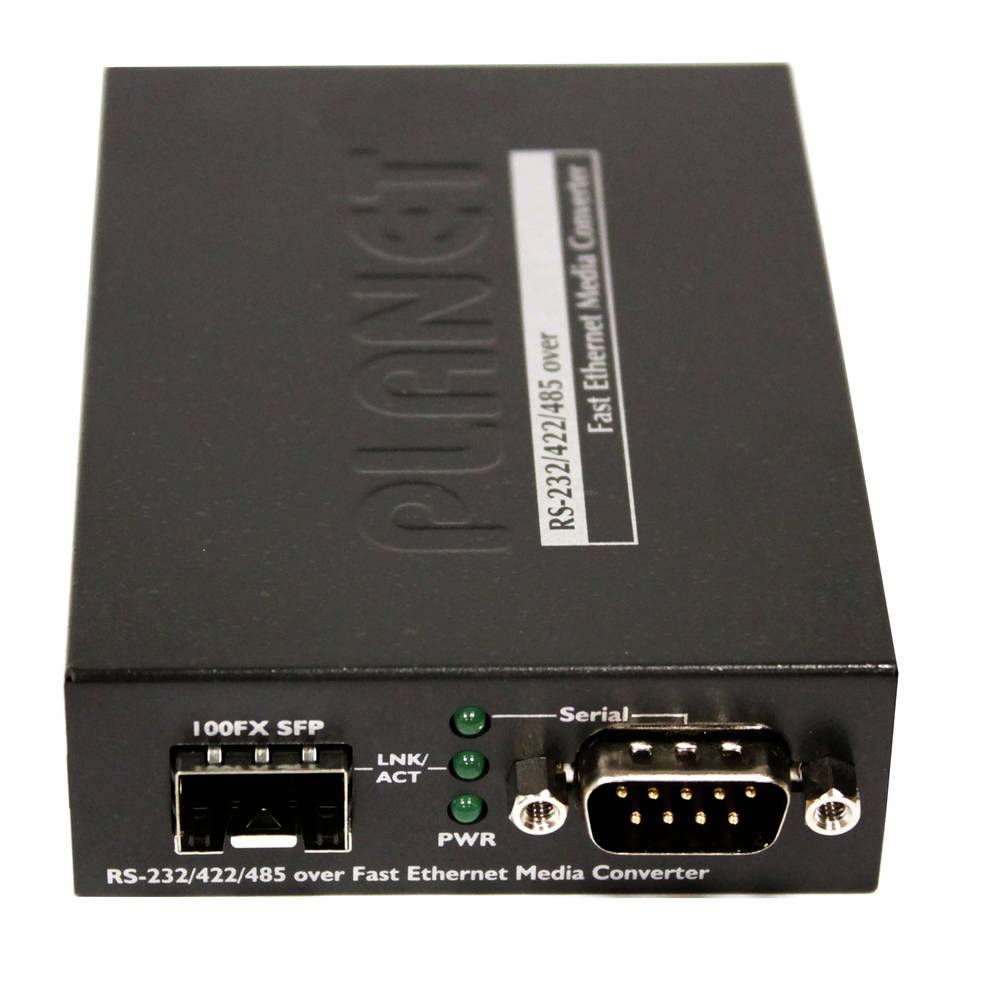 PLANET
RS-232/422/485 over
Fast Ethernet Media Converter
100FX SFP
Serial
LNK/
ACT
PWR
RS-232/422/485 over Fast Ethernet Media Converter